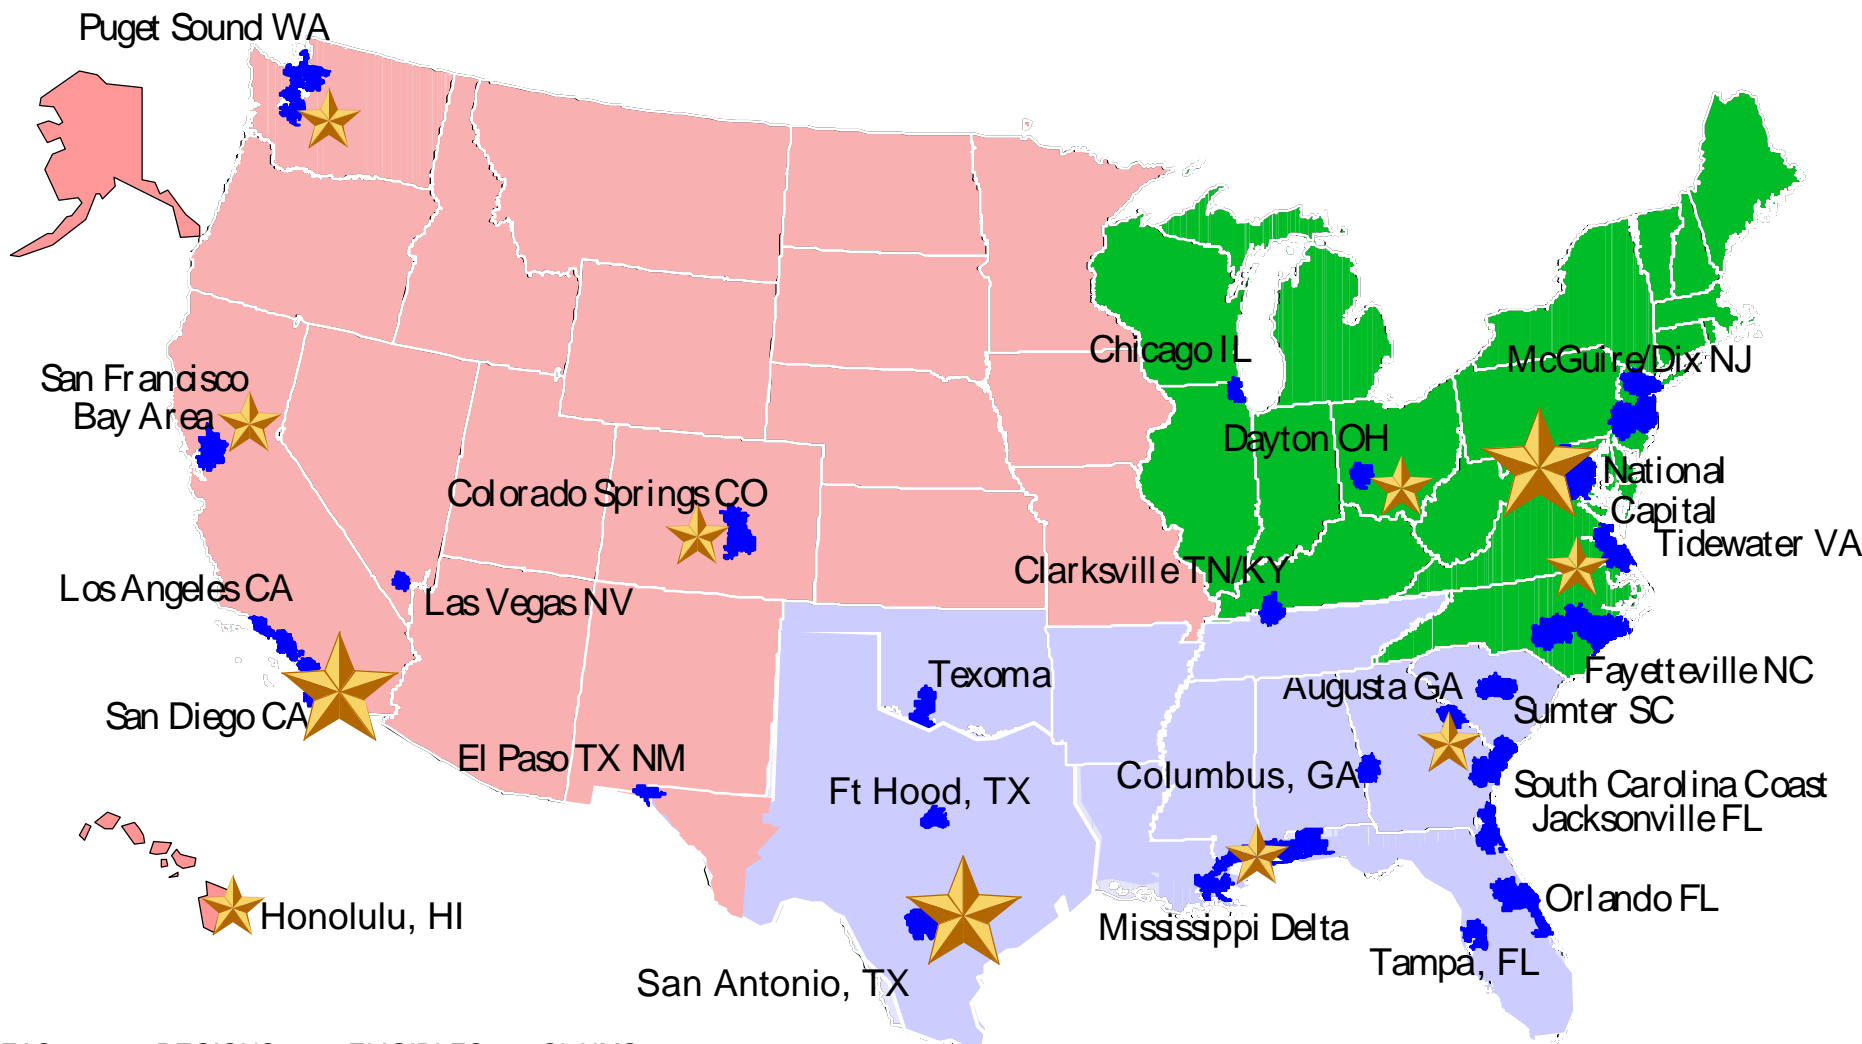 Puget Sound WA
Chicago IL
McGuire/Dix NJ
San Francisco
Bay Area
Dayton OH
National
Capital
Colorado Springs CO
Tidewater VA
Clarksville TN/KY
Los Angeles CA
Las Vegas NV
Texoma
Fayetteville NC
Augusta GA
Sumter SC
San Diego CA
El Paso TX NM
Ft Hood, TX
Columbus, GA
South Carolina Coast
Jacksonville FL
Orlando FL
Honolulu, HI
Mississippi Delta
Tampa, FL
San Antonio, TX